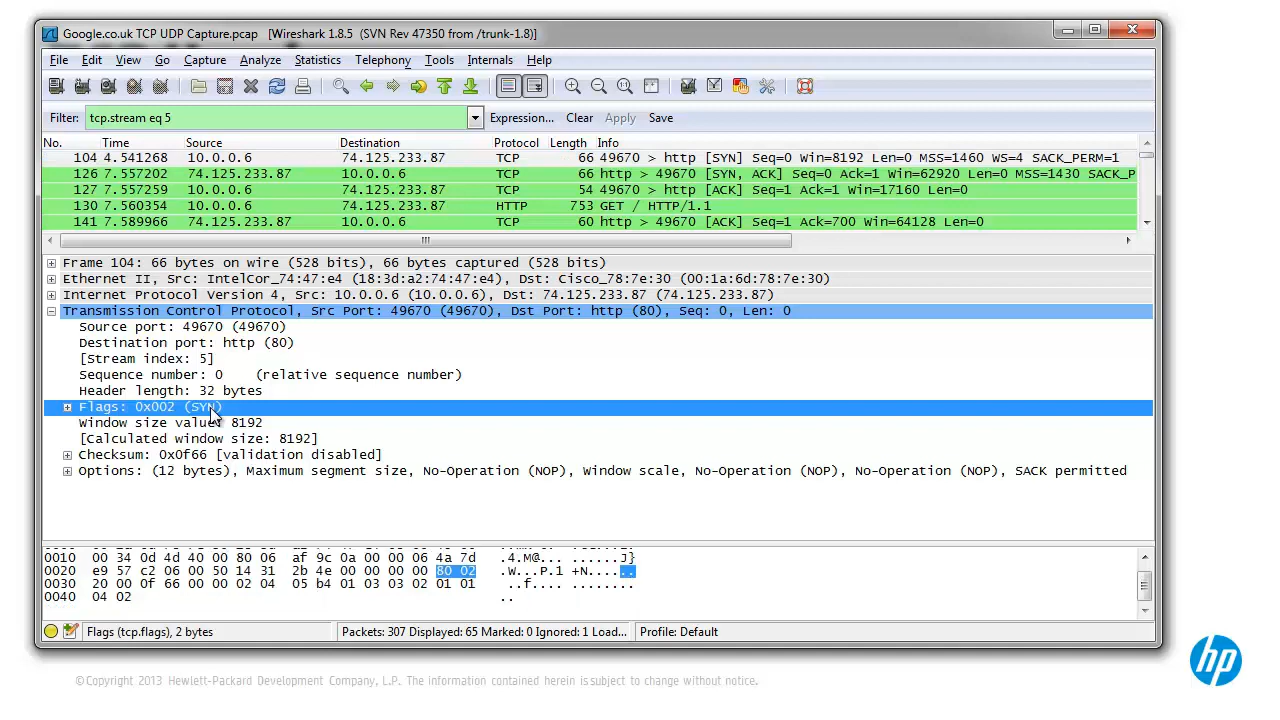 Google.co.uk TCP UDP Capture.pcap [Wireshark 1.8.5 (SVN Rev 47350 from /trunk-1.8)]
File Edit View Go Capture Analyze Statistics Telephony Tools Internals Help
Filter: tcp.stream eq 5 Expression... Clear Apply Save
No. Time Source Destination Protocol Length Info
104 4.541268 10.0.0.6 74.125.233.87 TCP 66 49670 > http [SYN] Seq=0 Win=8192 Len=0 MSS=1460 WS=4 SACK_PERM=1
126 7.557202 74.125.233.87 10.0.0.6 TCP 66 http > 49670 [SYN, ACK] Seq=0 Ack=1 Win=62920 Len=0 MSS=1430 SACK_P
127 7.557259 10.0.0.6 74.125.233.87 TCP 54 49670 > http [ACK] Seq=1 Ack=1 Win=17160 Len=0
130 7.560354 10.0.0.6 74.125.233.87 HTTP 753 GET / HTTP/1.1
141 7.589966 74.125.233.87 10.0.0.6 TCP 60 http > 49670 [ACK] Seq=1 Ack=700 Win=64128 Len=0
Frame 104: 66 bytes on wire (528 bits), 66 bytes captured (528 bits)
Ethernet II, Src: IntelCor_74:47:e4 (18:3d:a2:74:47:e4), Dst: Cisco_78:7e:30 (00:1a:6d:78:7e:30)
Internet Protocol Version 4, Src: 10.0.0.6 (10.0.0.6), Dst: 74.125.233.87 (74.125.233.87)
Transmission Control Protocol, Src Port: 49670 (49670), Dst Port: http (80), Seq: 0, Len: 0
Source port: 49670 (49670)
Destination port: http (80)
[Stream index: 5]
Sequence number: 0 (relative sequence number)
Header length: 32 bytes
Flags: 0x002 (SYN)
Window size value: 8192
[Calculated window size: 8192]
Checksum: 0x0f66 [validation disabled]
Options: (12 bytes), Maximum segment size, No-Operation (NOP), Window scale, No-Operation (NOP), No-Operation (NOP), SACK permitted
0010 00 34 0d 4d 40 00 80 06 af 9c 0a 00 00 06 4a 7d .4.M@... ......J}
0020 e9 57 c2 06 00 50 14 31 2b 4e 00 00 00 00 80 02 .W...P.1 +N......
0030 20 00 0f 66 00 00 02 04 05 b4 01 03 03 02 01 01 ..f.... ........
0040 04 02 ..
Flags (tcp.flags), 2 bytes Packets: 307 Displayed: 65 Marked: 0 Ignored: 1 Load... Profile: Default
hp
©Copyright 2013 Hewlett-Packard Development Company, L.P. The information contained herein is subject to change without notice.